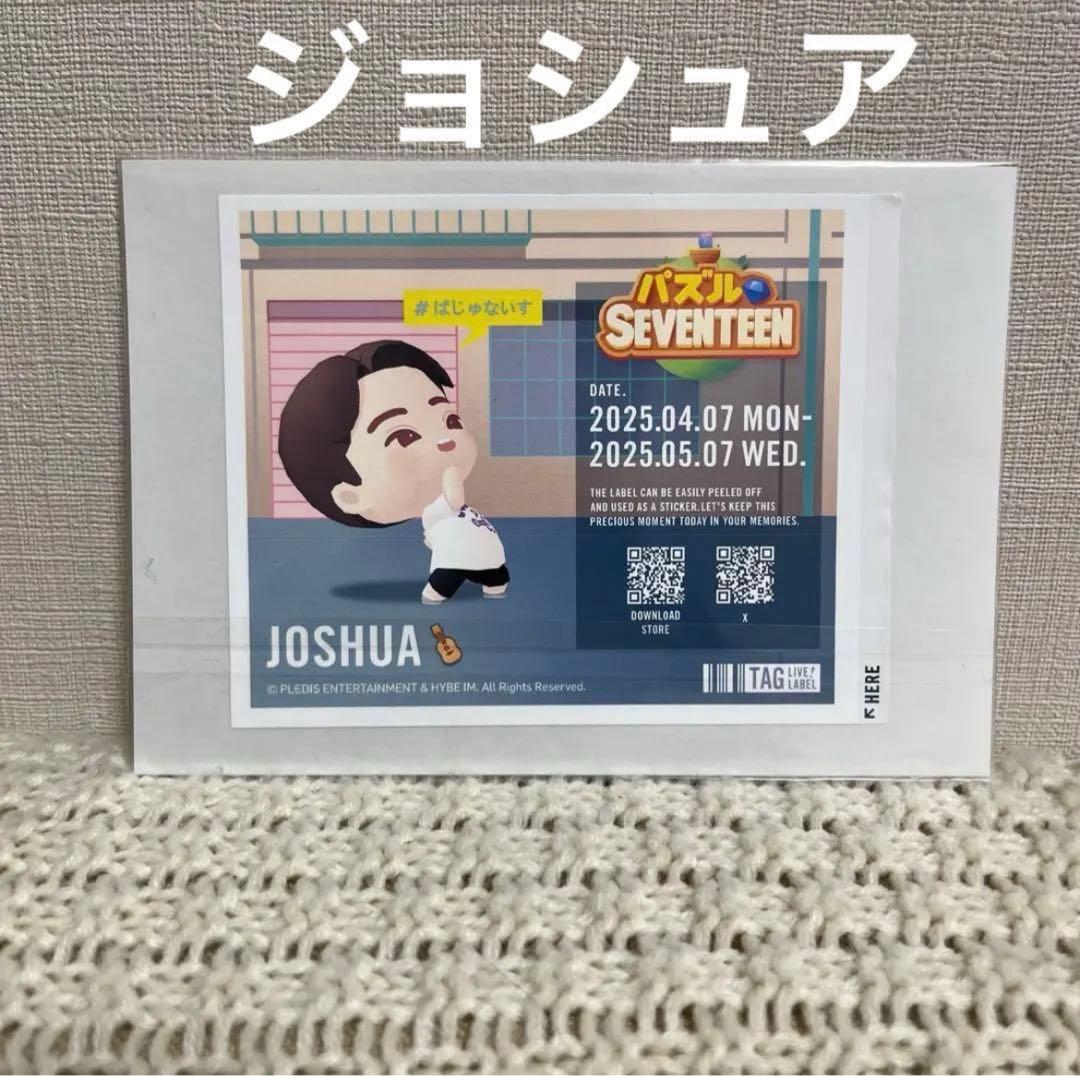 ジョシュア
#ぱじゅないす
パズル
SEVENTEEN
DATE.
2025.04.07 MON-
2025.05.07 WED.
THE LABEL CAN BE EASILY PEELED OFF
AND USED AS A STICKER.LET'S KEEP THIS
PRECIOUS MOMENT TODAY IN YOUR MEMORIES.
DOWNLOAD
STORE
X
JOSHUA
© PLEDIS ENTERTAINMENT & HYBE IM. All Rights Reserved.
TAG LIVE!
LABEL
HERE